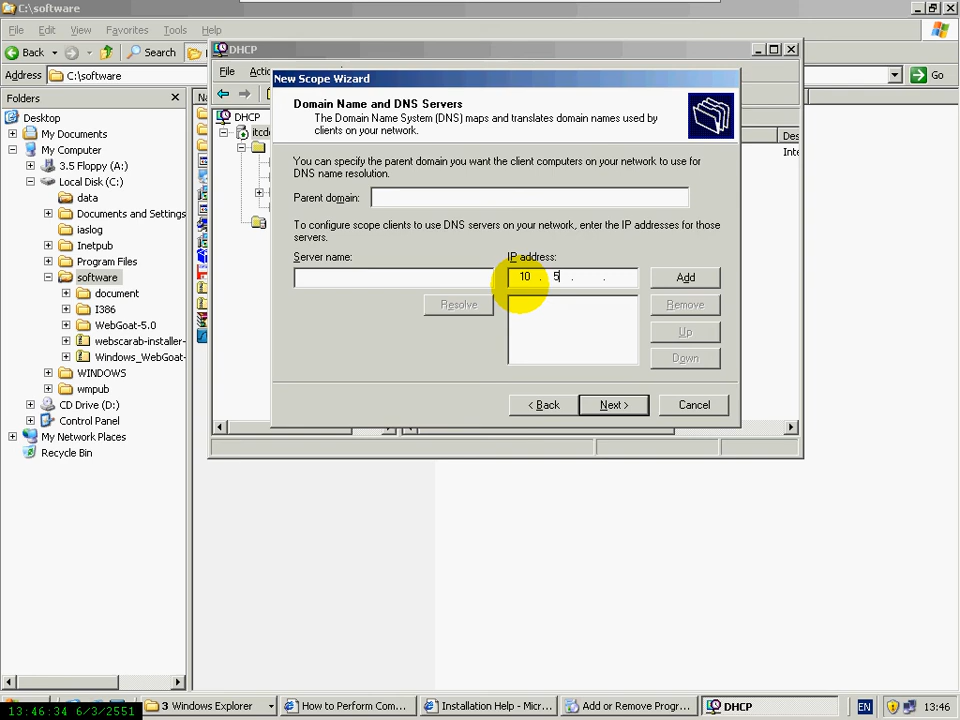 C:\software
File Edit View Favorites Tools Help
Back Search
Address C:\software Go
Folders
Desktop
My Documents
My Computer
3.5 Floppy (A:)
Local Disk (C:)
data
Documents and Settings
iaslog
Inetpub
Program Files
software
document
I386
WebGoat-5.0
webscarab-installer-
Windows_WebGoat-
WINDOWS
wmpub
CD Drive (D:)
Control Panel
My Network Places
Recycle Bin
DHCP
File
DHCP
New Scope Wizard
Domain Name and DNS Servers
The Domain Name System (DNS) maps and translates domain names used by
clients on your network.
You can specify the parent domain you want the client computers on your network to use for
DNS name resolution.
Parent domain:
To configure scope clients to use DNS servers on your network, enter the IP addresses for those
servers.
Server name: IP address:
10 . 5 . .
Add
Resolve Remove
Up
Down
< Back Next > Cancel
13:46:34 6/3/2551
3 Windows Explorer How to Perform Com... Installation Help - Micr... Add or Remove Progr... DHCP EN 13:46